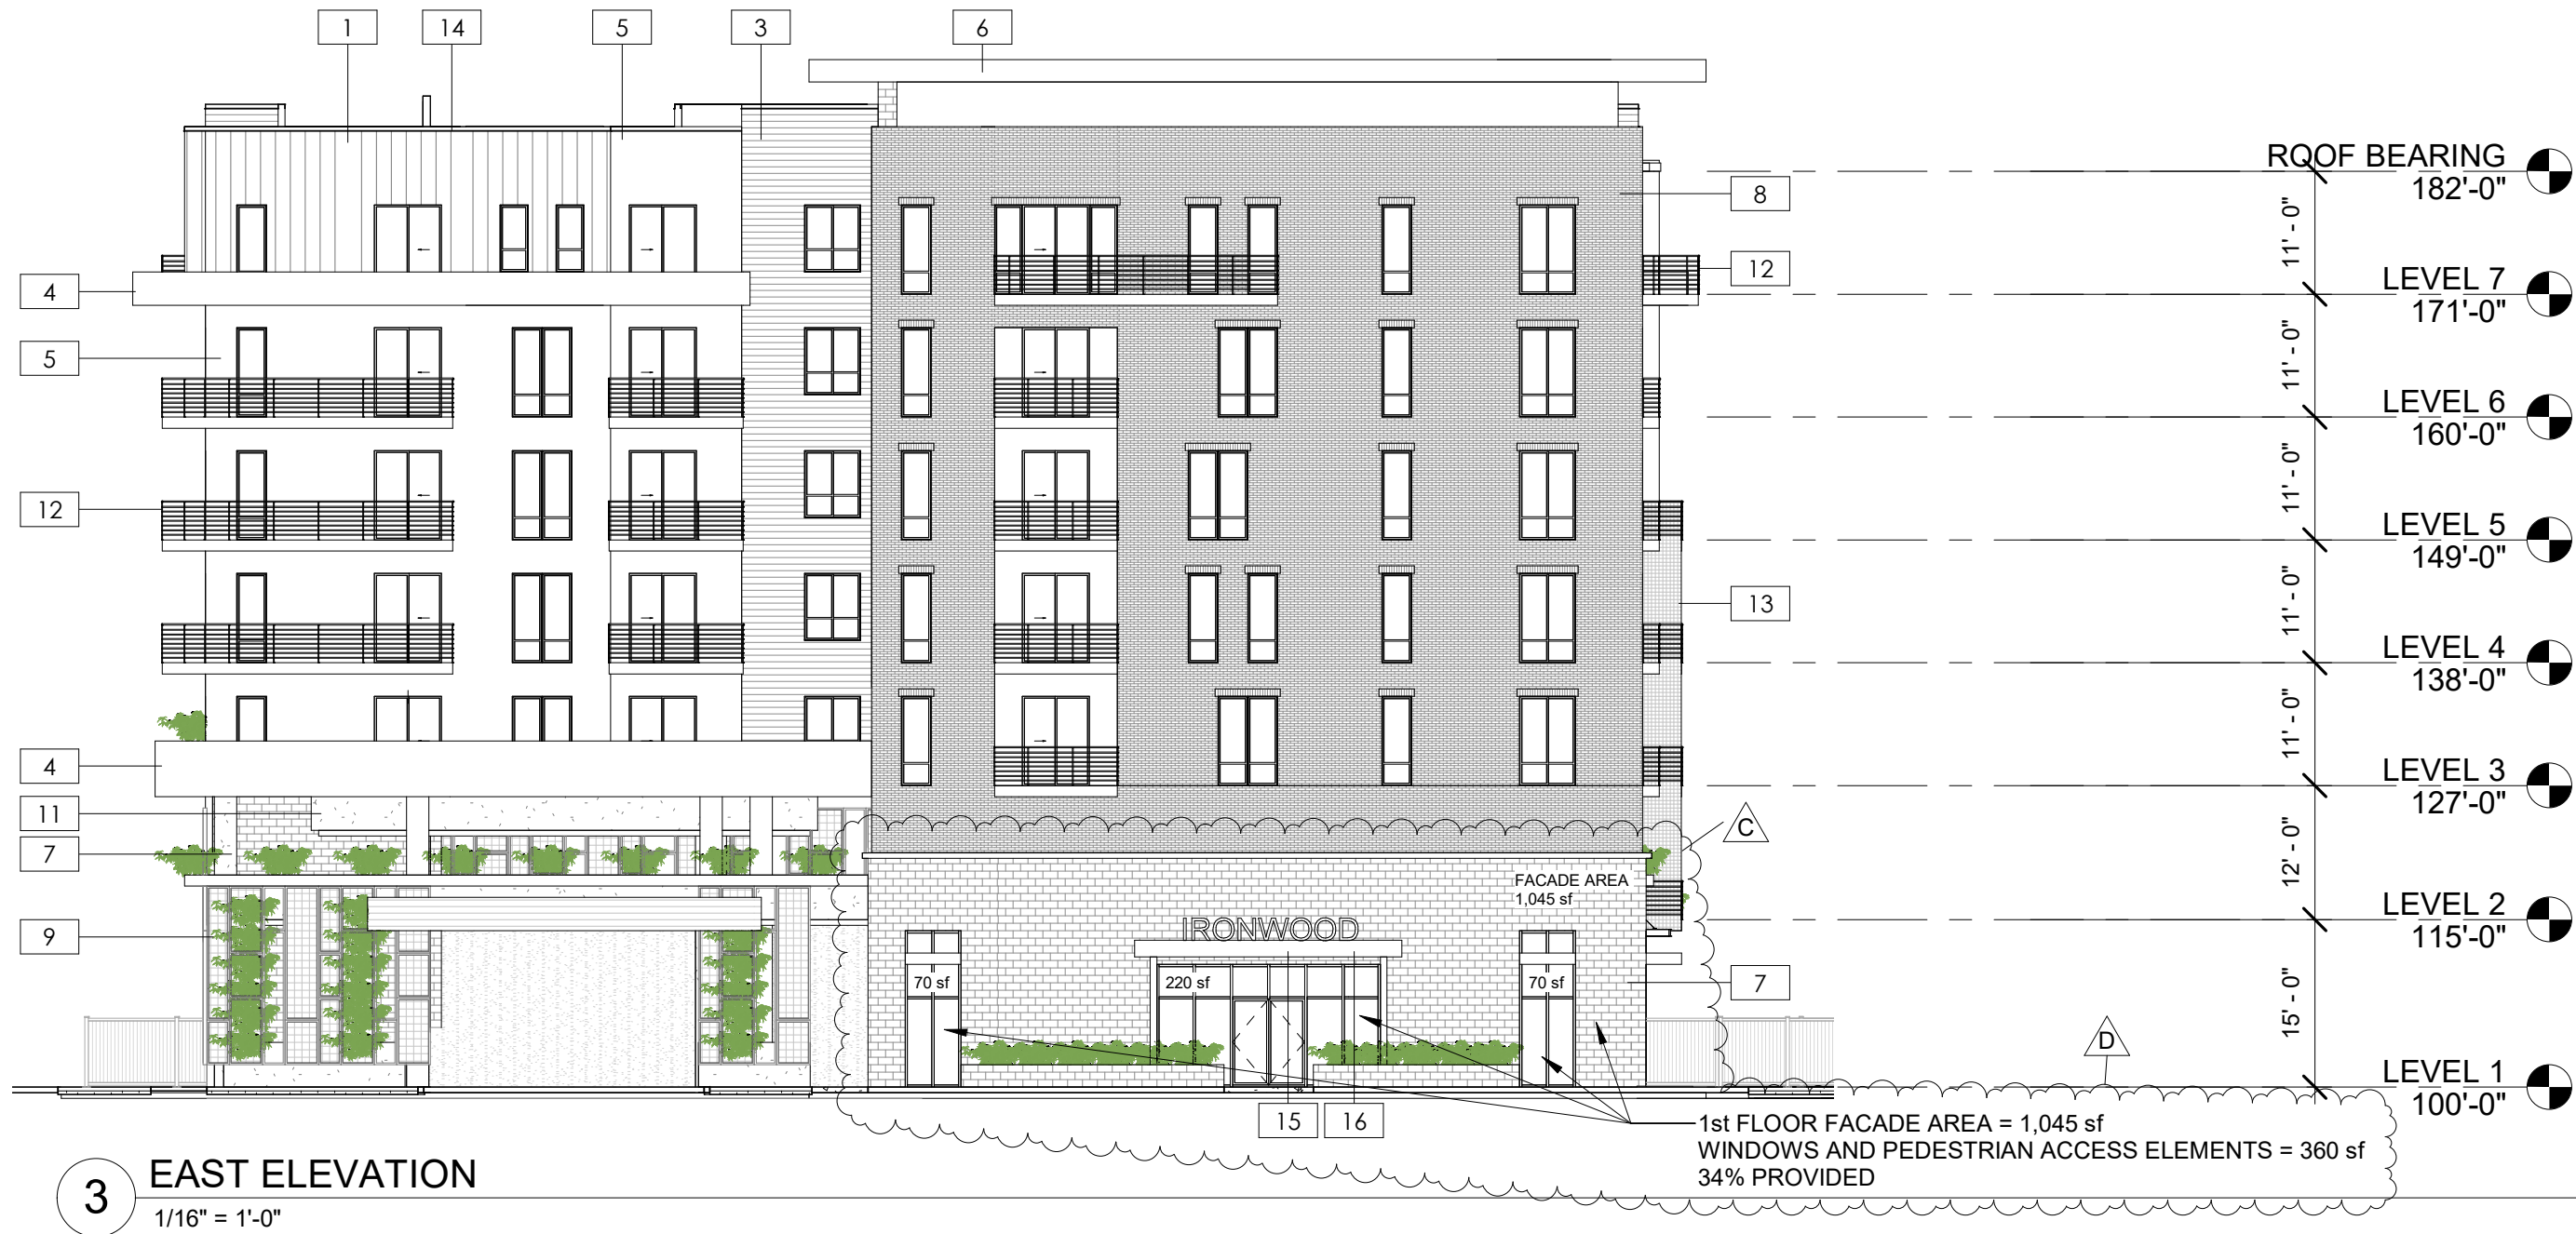 1
14
5
3
6
ROOF BEARING
182'-0"
8
11' - 0"
12
4
LEVEL 7
171'-0"
11' - 0"
5
LEVEL 6
160'-0"
11' - 0"
12
LEVEL 5
149'-0"
11' - 0"
13
LEVEL 4
138'-0"
11' - 0"
4
LEVEL 3
127'-0"
11
C
7
12' - 0"
FACADE AREA
1,045 sf
LEVEL 2
115'-0"
9
IRONWOOD
70 sf
220 sf
70 sf
7
15' - 0"
D
LEVEL 1
100'-0"
15
16
1st FLOOR FACADE AREA = 1,045 sf
WINDOWS AND PEDESTRIAN ACCESS ELEMENTS = 360 sf
34% PROVIDED
3
EAST ELEVATION
1/16" = 1'-0"